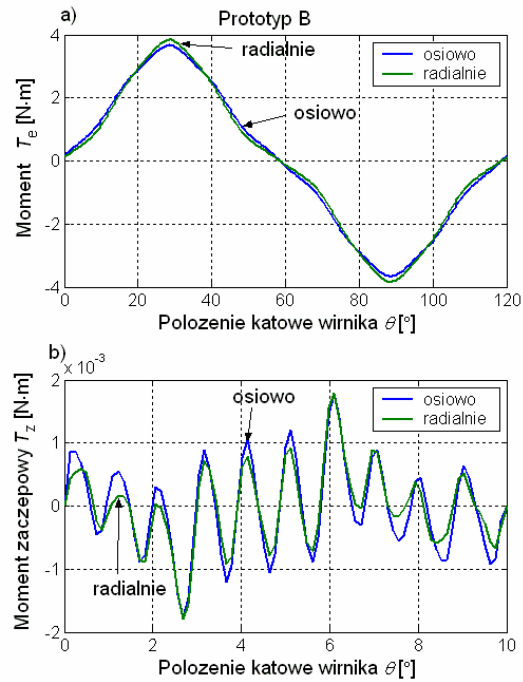 a)
Prototyp B
Moment Te [N·m]
4
2
0
-2
-4
radialnie
osiowo
osiowo
radialnie
0 20 40 60 80 100 120
Polozenie katowe wirnika θ [°]
b)
x 10⁻³
Moment zaczepowy Tz [N·m]
2
1
0
-1
-2
osiowo
radialnie
osiowo
radialnie
0 2 4 6 8 10
Polozenie katowe wirnika θ [°]